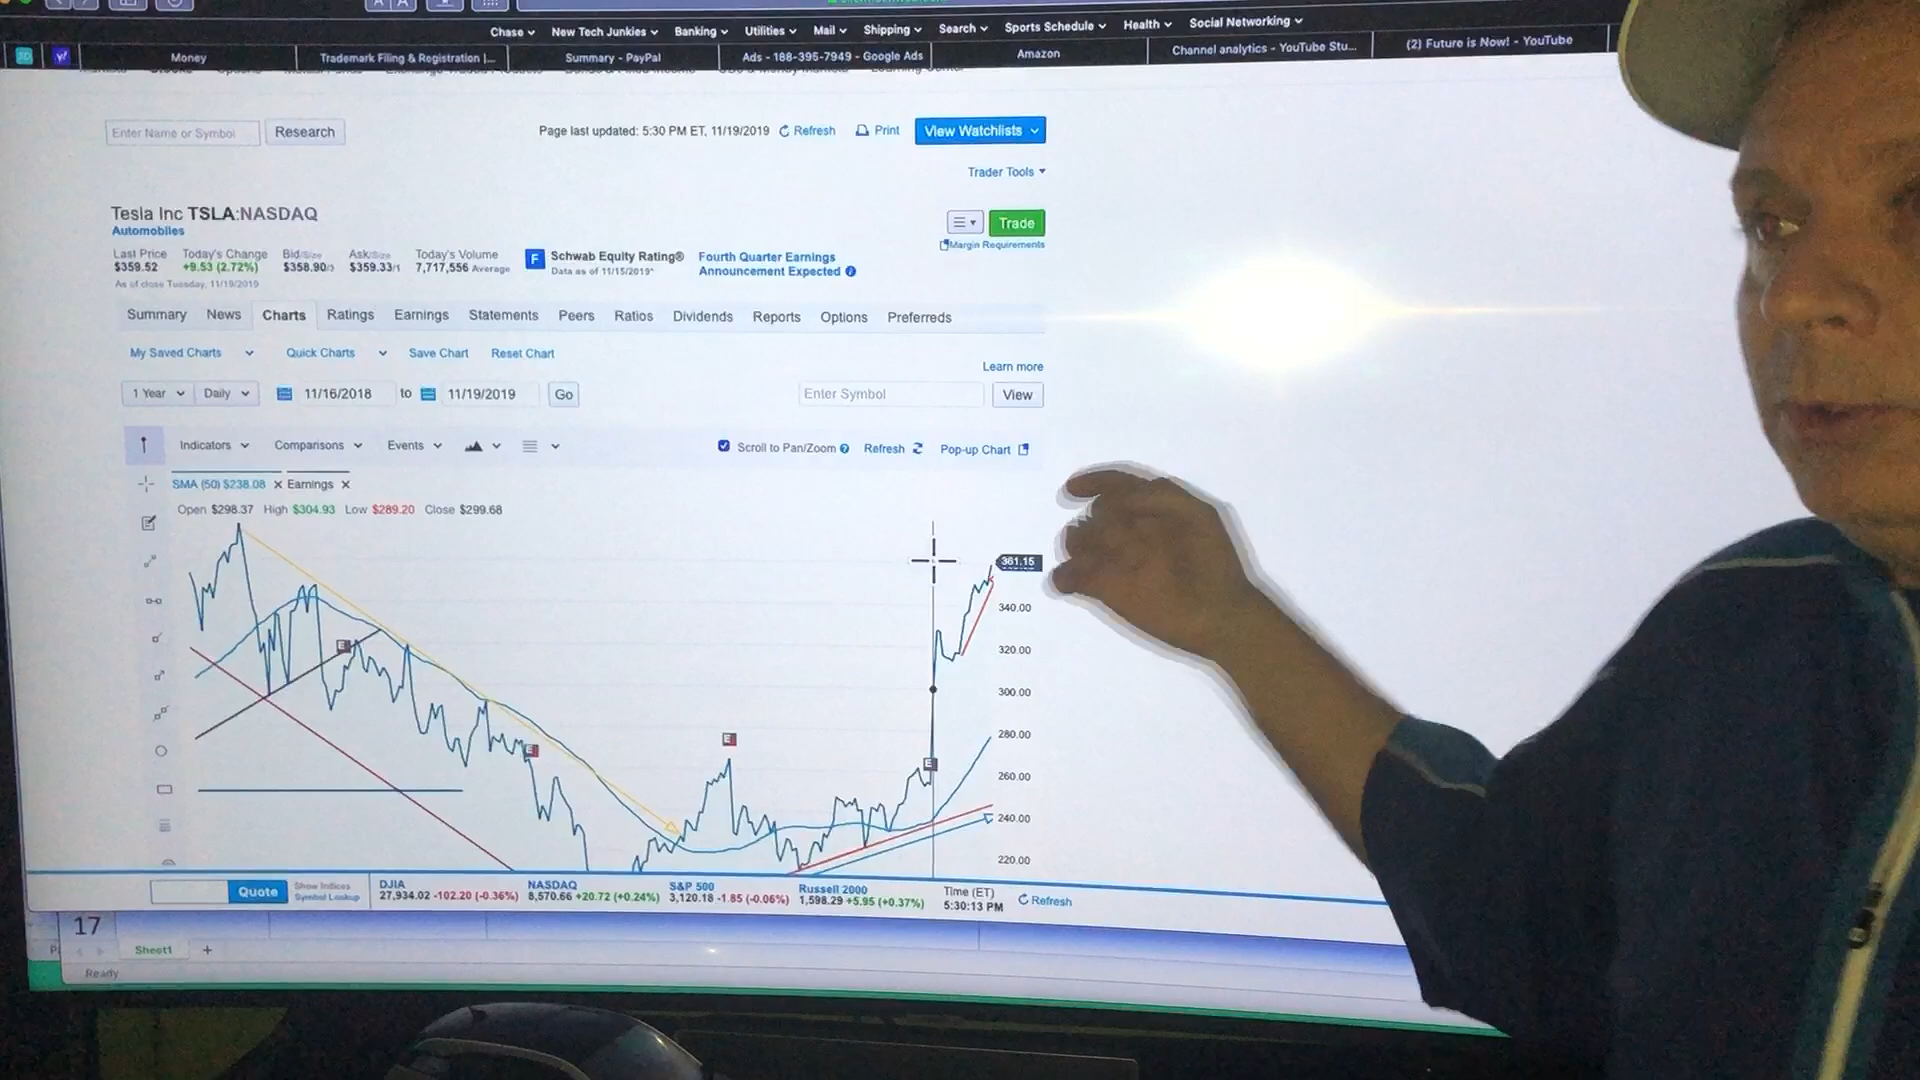 Chase New Tech Junkies Banking Utilities Mail Shipping Search Sports Schedule Health Social Networking
Money Trademark Filing & Registration |... Summary - PayPal Ads - 188-395-7949 - Google Ads Amazon Channel analytics - YouTube Stu... (2) Future is Now! - YouTube
Enter Name or Symbol Research Page last updated: 5:30 PM ET, 11/19/2019 Refresh Print View Watchlists
Trader Tools
Tesla Inc TSLA:NASDAQ
Automobiles
Trade
Margin Requirements
Last Price Today's Change Bid/Size Ask/Size Today's Volume
$359.52 +9.53 (2.72%) $358.90/3 $359.33/1 7,717,556 Average
As of close Tuesday, 11/19/2019
F Schwab Equity Rating®
Data as of 11/15/2019^
Fourth Quarter Earnings
Announcement Expected
Summary News Charts Ratings Earnings Statements Peers Ratios Dividends Reports Options Preferreds
My Saved Charts Quick Charts Save Chart Reset Chart
Learn more
1 Year Daily 11/16/2018 to 11/19/2019 Go Enter Symbol View
Indicators Comparisons Events Scroll to Pan/Zoom Refresh Pop-up Chart
SMA (50) $238.08 × Earnings ×
Open $298.37 High $304.93 Low $289.20 Close $299.68
361.15
340.00
320.00
300.00
280.00
260.00
240.00
220.00
E
E
E
E
Quote Show Indices
Symbol Lookup
DJIA NASDAQ S&P 500 Russell 2000 Time (ET)
27,934.02 -102.20 (-0.36%) 8,570.66 +20.72 (+0.24%) 3,120.18 -1.85 (-0.06%) 1,598.29 +5.95 (+0.37%) 5:30:13 PM Refresh
17
Sheet1 +
Ready